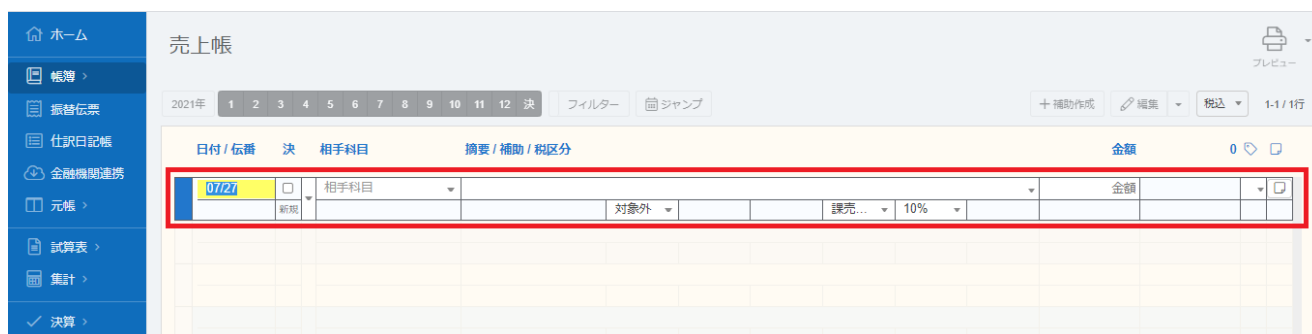 ホーム
帳簿
振替伝票
仕訳日記帳
金融機関連携
元帳
試算表
集計
決算
売上帳
プレビュー
2021年 1 2 3 4 5 6 7 8 9 10 11 12 決 フィルター ジャンプ
+補助作成 編集 税込 1-1 / 1行
日付 / 伝番 決 相手科目 摘要 / 補助 / 税区分 金額 0
07/27 相手科目 金額
新規 対象外 課売... 10%